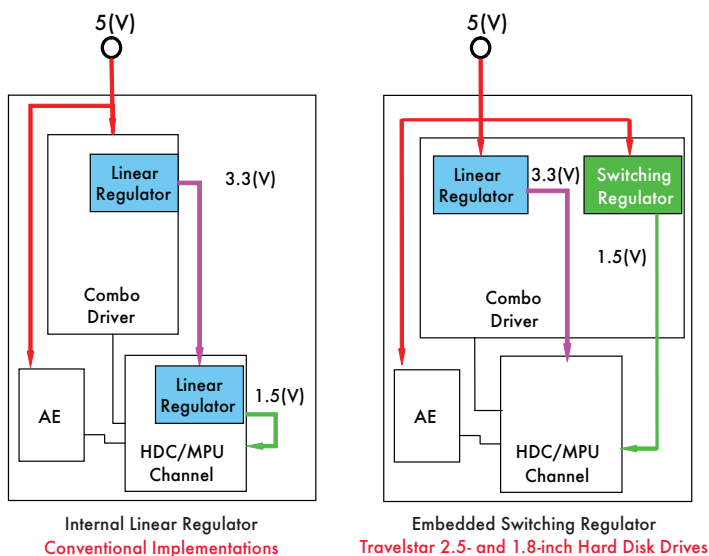 5(V)
Linear
Regulator
3.3(V)
Combo
Driver
Linear
Regulator
1.5(V)
AE
HDC/MPU
Channel
Internal Linear Regulator
Conventional Implementations
5(V)
Linear
Regulator
3.3(V)
Switching
Regulator
1.5(V)
Combo
Driver
AE
HDC/MPU
Channel
Embedded Switching Regulator
Travelstar 2.5- and 1.8-inch Hard Disk Drives